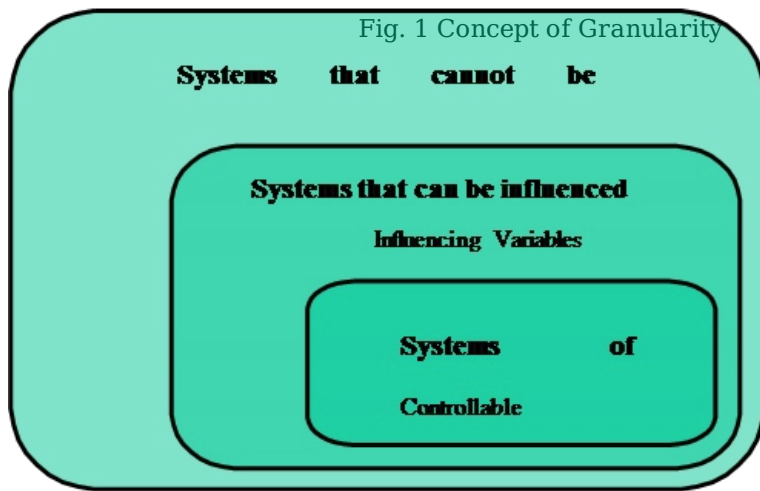 Fig. 1 Concept of Granularity
Systems that cannot be
Systems that can be influenced
Influencing Variables
Systems of
Controllable